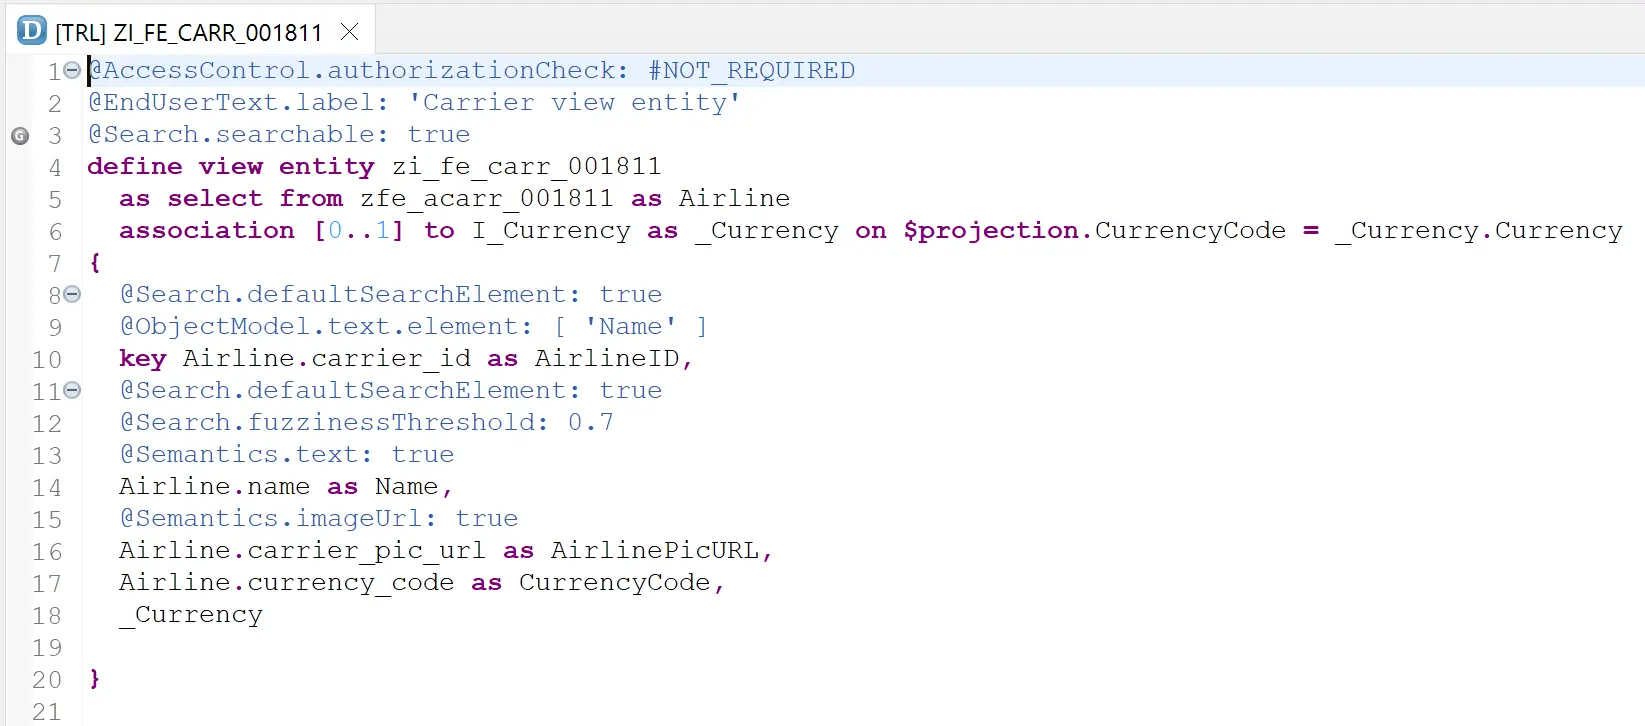 D [TRL] ZI_FE_CARR_001811
1 @AccessControl.authorizationCheck: #NOT_REQUIRED
2 @EndUserText.label: 'Carrier view entity'
G 3 @Search.searchable: true
4 define view entity zi_fe_carr_001811
5 as select from zfe_acarr_001811 as Airline
6 association [0..1] to I_Currency as _Currency on $projection.CurrencyCode = _Currency.Currency
7 {
8 @Search.defaultSearchElement: true
9 @ObjectModel.text.element: [ 'Name' ]
10 key Airline.carrier_id as AirlineID,
11 @Search.defaultSearchElement: true
12 @Search.fuzzinessThreshold: 0.7
13 @Semantics.text: true
14 Airline.name as Name,
15 @Semantics.imageUrl: true
16 Airline.carrier_pic_url as AirlinePicURL,
17 Airline.currency_code as CurrencyCode,
18 _Currency
19
20 }
21